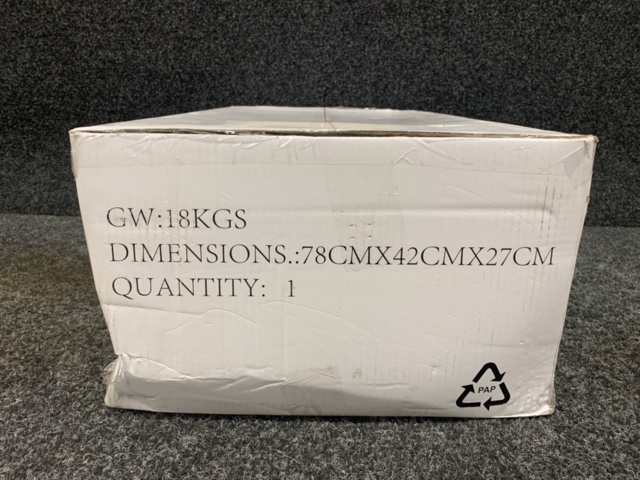 GW:18KGS
DIMENSIONS.:78CMX42CMX27CM
QUANTITY: 1
PAP